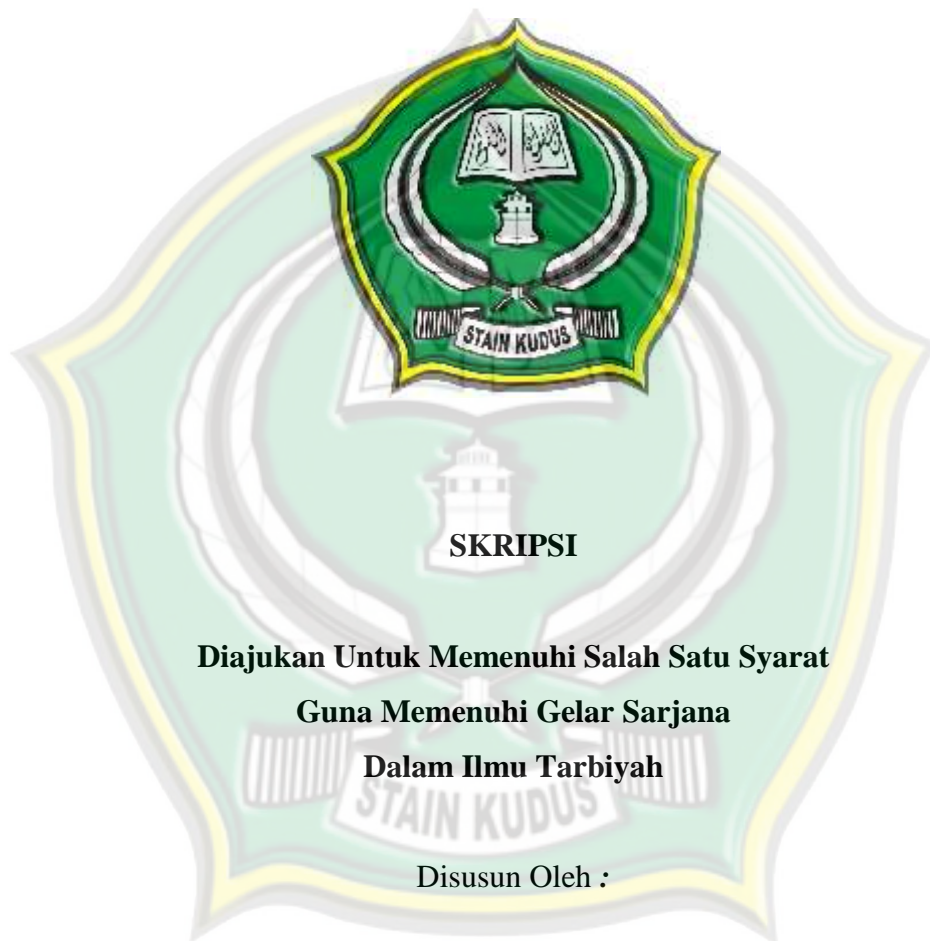 STAIN KUDUS
SKRIPSI
Diajukan Untuk Memenuhi Salah Satu Syarat
Guna Memenuhi Gelar Sarjana
Dalam Ilmu Tarbiyah
STAIN KUDUS
Disusun Oleh :